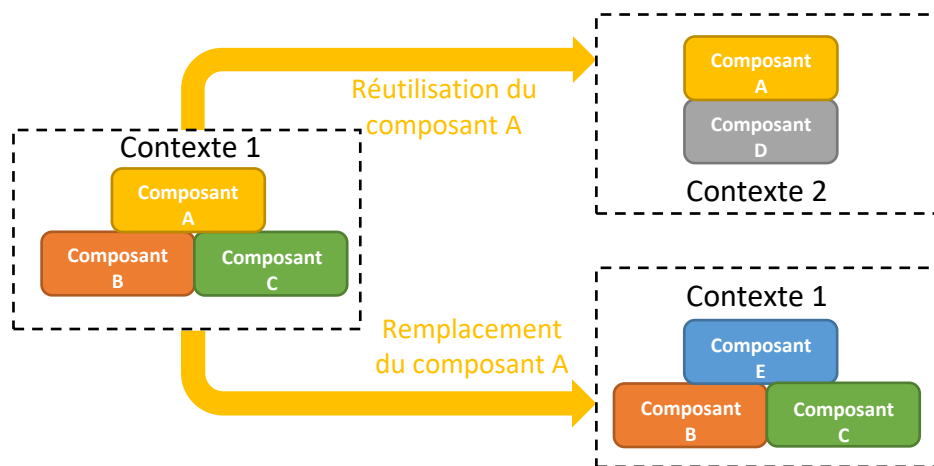 Contexte 1
Composant
A
Composant
B
Composant
C
Réutilisation du
composant A
Composant
A
Composant
D
Contexte 2
Remplacement
du composant A
Contexte 1
Composant
E
Composant
B
Composant
C